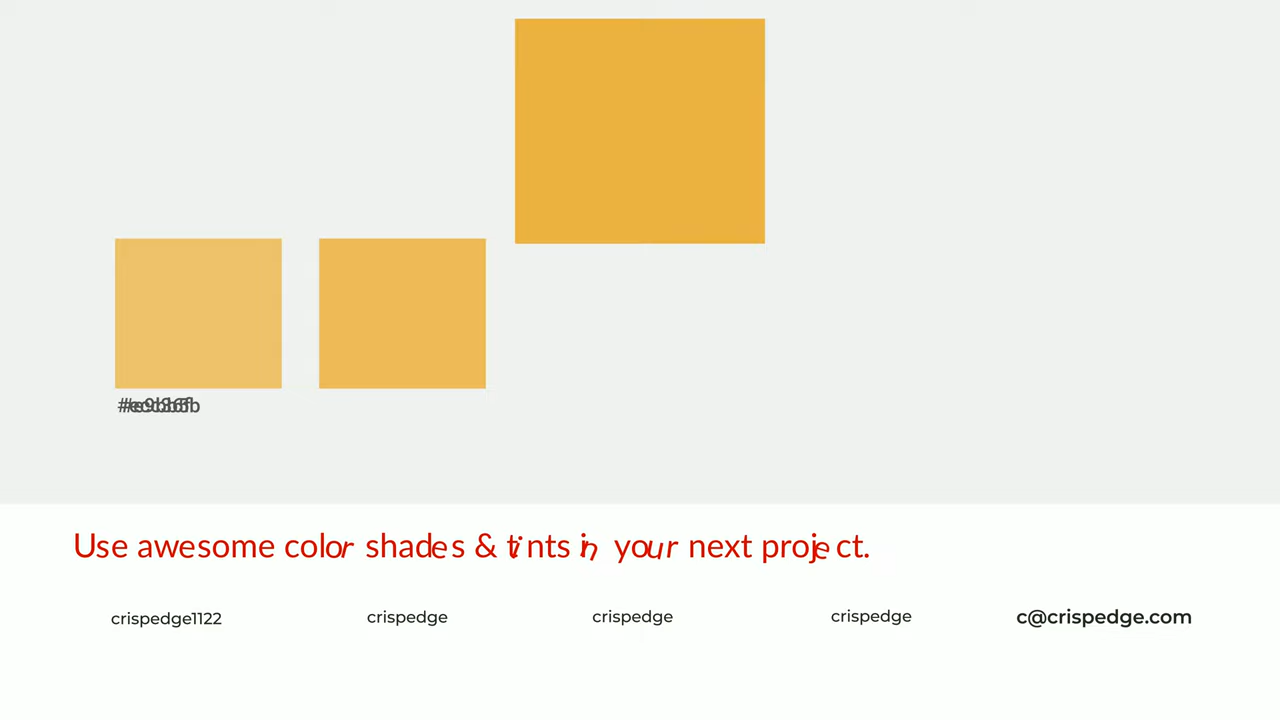 Use awesome color shades & tints in your next project.
crispedge1122 crispedge crispedge crispedge c@crispedge.com